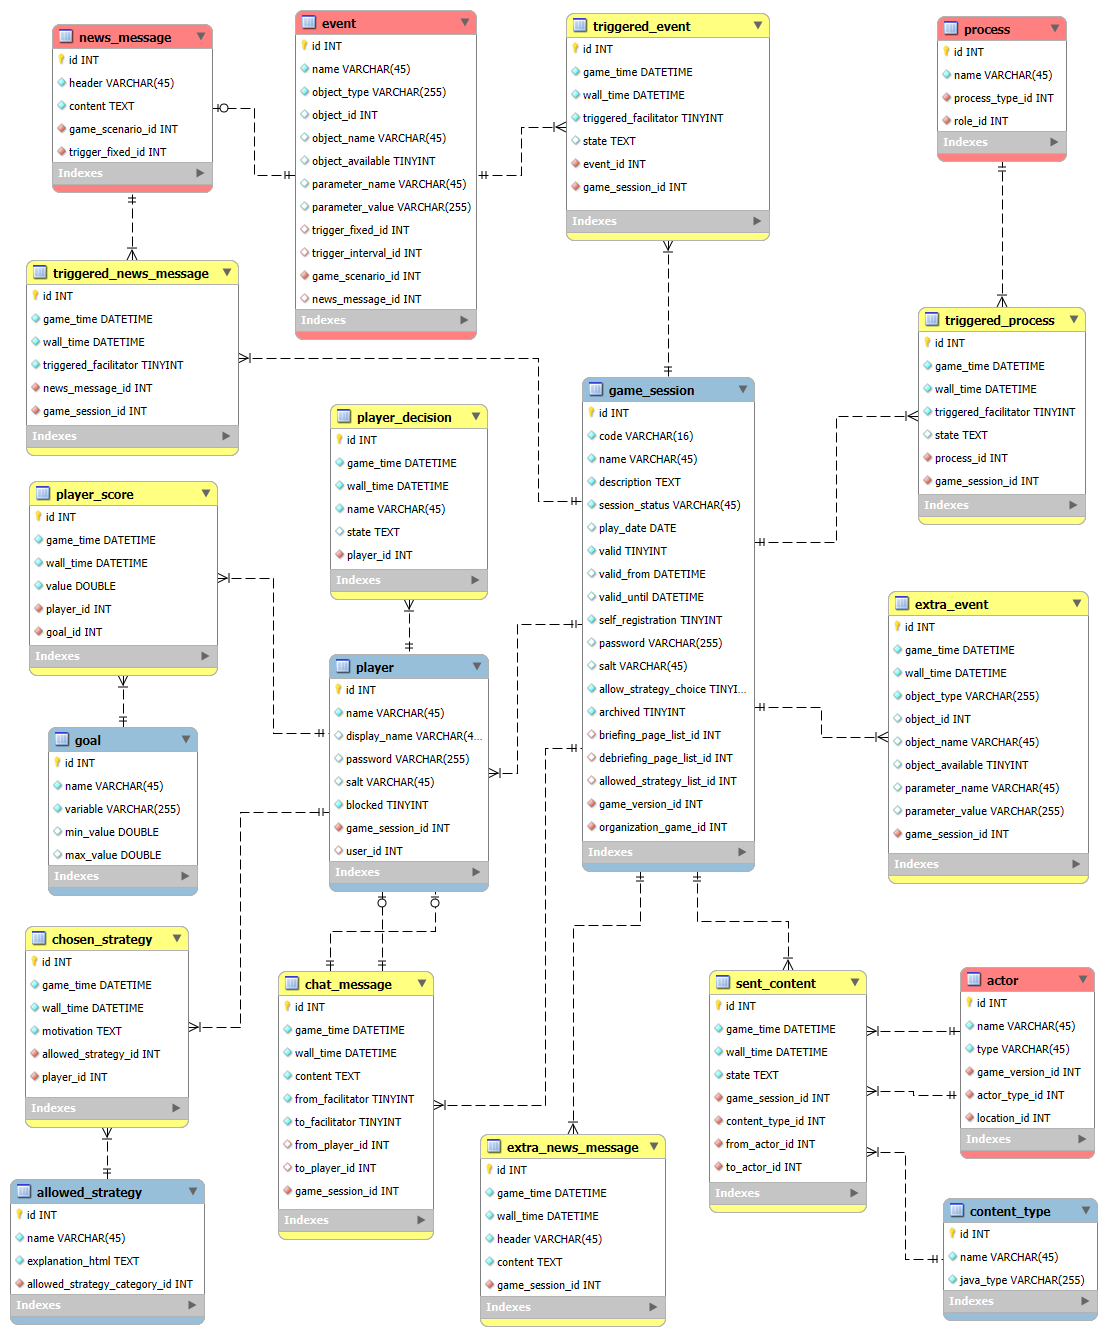 news_message
id INT
header VARCHAR(45)
content TEXT
game_scenario_id INT
trigger_fixed_id INT
Indexes
event
id INT
name VARCHAR(45)
object_type VARCHAR(255)
object_id INT
object_name VARCHAR(45)
object_available TINYINT
parameter_name VARCHAR(45)
parameter_value VARCHAR(255)
trigger_fixed_id INT
trigger_interval_id INT
game_scenario_id INT
news_message_id INT
Indexes
triggered_event
id INT
game_time DATETIME
wall_time DATETIME
triggered_facilitator TINYINT
state TEXT
event_id INT
game_session_id INT
Indexes
process
id INT
name VARCHAR(45)
process_type_id INT
role_id INT
Indexes
triggered_news_message
id INT
game_time DATETIME
wall_time DATETIME
triggered_facilitator TINYINT
news_message_id INT
game_session_id INT
Indexes
triggered_process
id INT
game_time DATETIME
wall_time DATETIME
triggered_facilitator TINYINT
state TEXT
process_id INT
game_session_id INT
Indexes
player_decision
id INT
game_time DATETIME
wall_time DATETIME
name VARCHAR(45)
state TEXT
player_id INT
Indexes
game_session
id INT
code VARCHAR(16)
name VARCHAR(45)
description TEXT
session_status VARCHAR(45)
play_date DATE
valid TINYINT
valid_from DATETIME
valid_until DATETIME
self_registration TINYINT
password VARCHAR(255)
salt VARCHAR(45)
allow_strategy_choice TINYI...
archived TINYINT
briefing_page_list_id INT
debriefing_page_list_id INT
allowed_strategy_list_id INT
game_version_id INT
organization_game_id INT
Indexes
player_score
id INT
game_time DATETIME
wall_time DATETIME
value DOUBLE
player_id INT
goal_id INT
Indexes
extra_event
id INT
game_time DATETIME
wall_time DATETIME
object_type VARCHAR(255)
object_id INT
object_name VARCHAR(45)
object_available TINYINT
parameter_name VARCHAR(45)
parameter_value VARCHAR(255)
game_session_id INT
Indexes
player
id INT
name VARCHAR(45)
display_name VARCHAR(4...
password VARCHAR(255)
salt VARCHAR(45)
blocked TINYINT
game_session_id INT
user_id INT
Indexes
goal
id INT
name VARCHAR(45)
variable VARCHAR(255)
min_value DOUBLE
max_value DOUBLE
Indexes
chosen_strategy
id INT
game_time DATETIME
wall_time DATETIME
motivation TEXT
allowed_strategy_id INT
player_id INT
Indexes
chat_message
id INT
game_time DATETIME
wall_time DATETIME
content TEXT
from_facilitator TINYINT
to_facilitator TINYINT
from_player_id INT
to_player_id INT
game_session_id INT
Indexes
sent_content
id INT
game_time DATETIME
wall_time DATETIME
state TEXT
game_session_id INT
content_type_id INT
from_actor_id INT
to_actor_id INT
Indexes
actor
id INT
name VARCHAR(45)
type VARCHAR(45)
game_version_id INT
actor_type_id INT
location_id INT
Indexes
extra_news_message
id INT
game_time DATETIME
wall_time DATETIME
header VARCHAR(45)
content TEXT
game_session_id INT
Indexes
allowed_strategy
id INT
name VARCHAR(45)
explanation_html TEXT
allowed_strategy_category_id INT
Indexes
content_type
id INT
name VARCHAR(45)
java_type VARCHAR(255)
Indexes